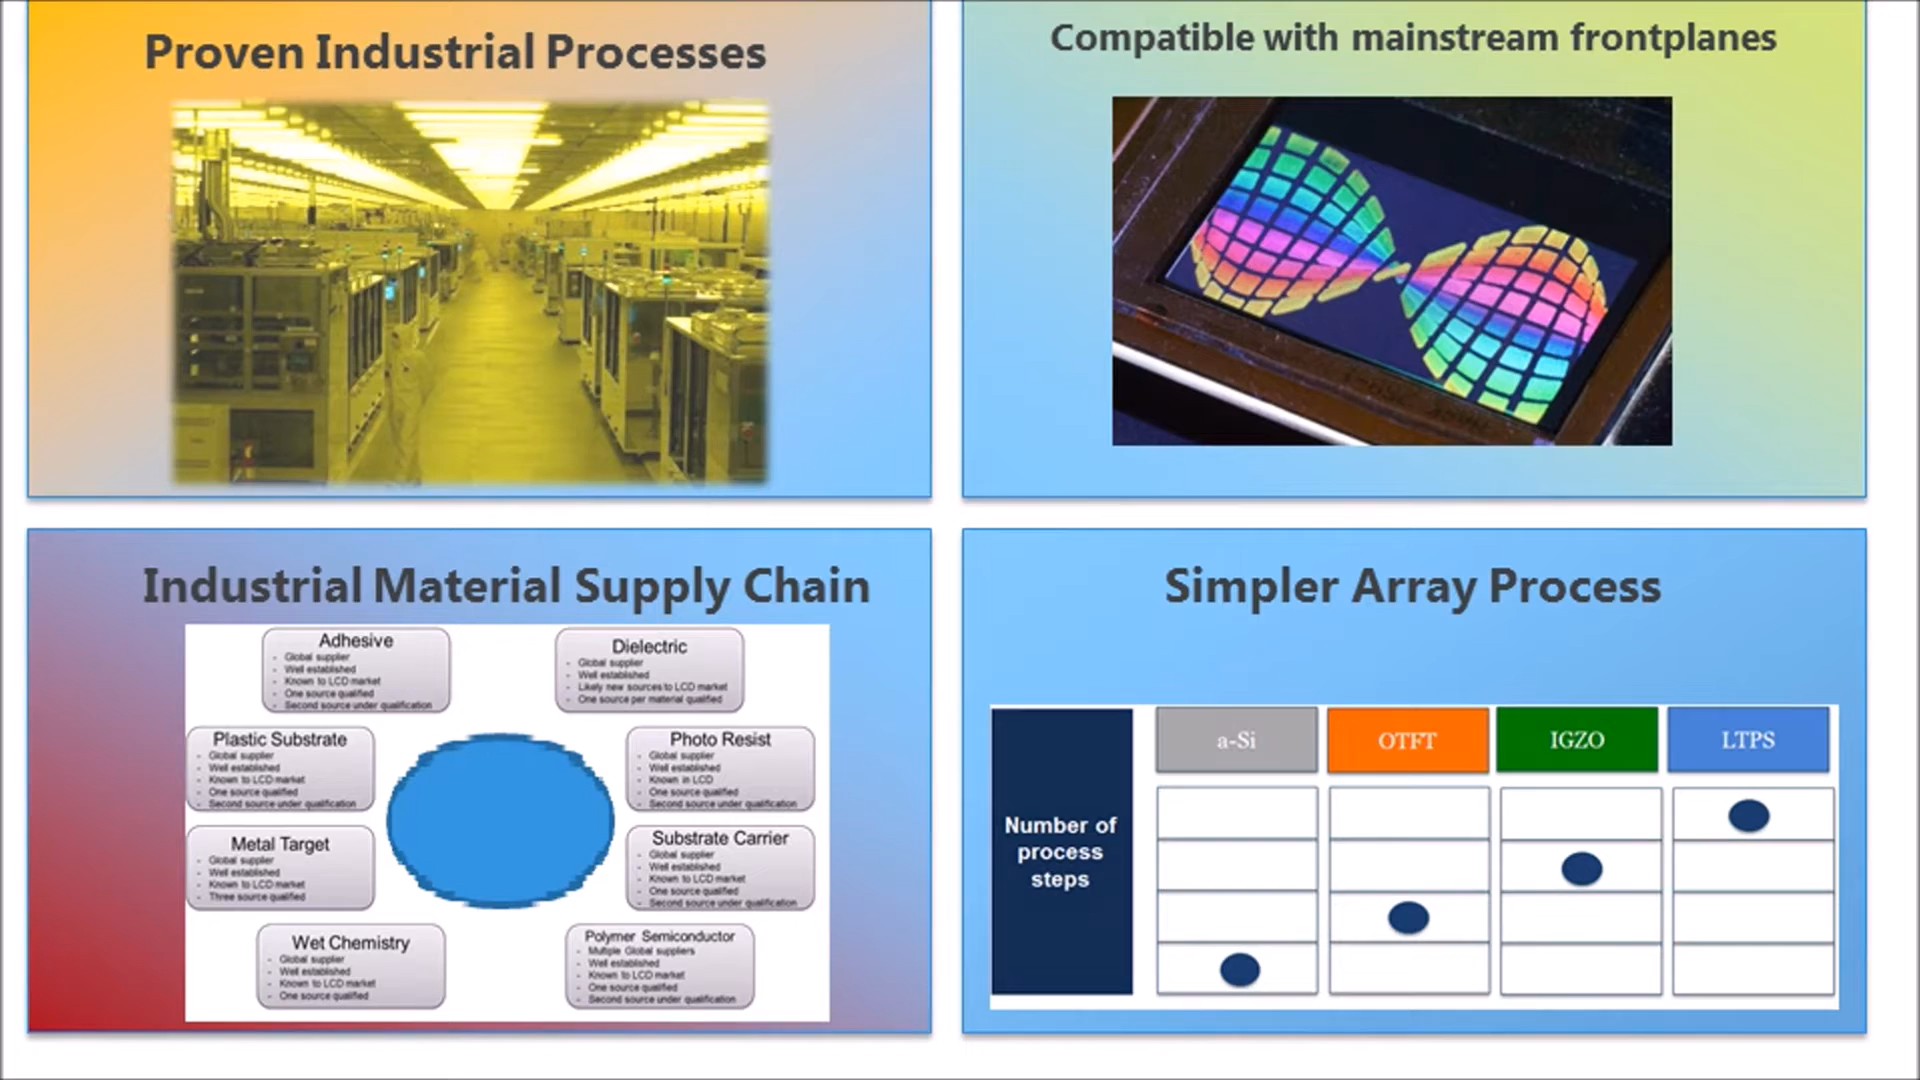 Proven Industrial Processes
Compatible with mainstream frontplanes
Industrial Material Supply Chain
Adhesive
- Global supplier
- Well established
- Known to LCD market
- One source qualified
- Second source under qualification
Dielectric
- Global supplier
- Well established
- Likely new sources to LCD market
- One source per material qualified
Plastic Substrate
- Global supplier
- Well established
- Known to LCD market
- One source qualified
- Second source under qualification
Photo Resist
- Global supplier
- Well established
- Known in LCD
- One source qualified
- Second source under qualification
Metal Target
- Global supplier
- Well established
- Known to LCD market
- Three source qualified
Substrate Carrier
- Global supplier
- Well established
- Known to LCD market
- One source qualified
- Second source under qualification
Wet Chemistry
- Global supplier
- Well established
- Known to LCD market
- One source qualified
Polymer Semiconductor
- Multiple Global suppliers
- Well established
- Known to LCD market
- One source qualified
- Second source under qualification
Simpler Array Process
a-Si
OTFT
IGZO
LTPS
Number of
process
steps